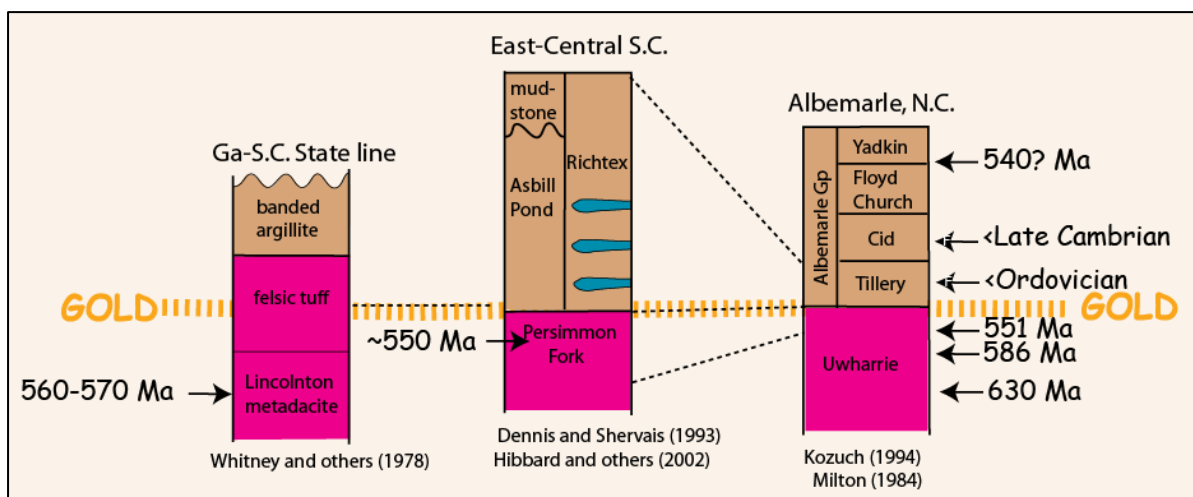 East-Central S.C.
Albemarle, N.C.
Ga-S.C. State line
banded
argillite
felsic tuff
Lincolnton
metadacite
560-570 Ma
Whitney and others (1978)
GOLD
mud-
stone
Asbill
Pond
Richtex
~550 Ma
Persimmon
Fork
Dennis and Shervais (1993)
Hibbard and others (2002)
Albemarle Gp
Yadkin
Floyd
Church
Cid
Tillery
Uwharrie
540? Ma
<Late Cambrian
<Ordovician
GOLD
551 Ma
586 Ma
630 Ma
Kozuch (1994)
Milton (1984)